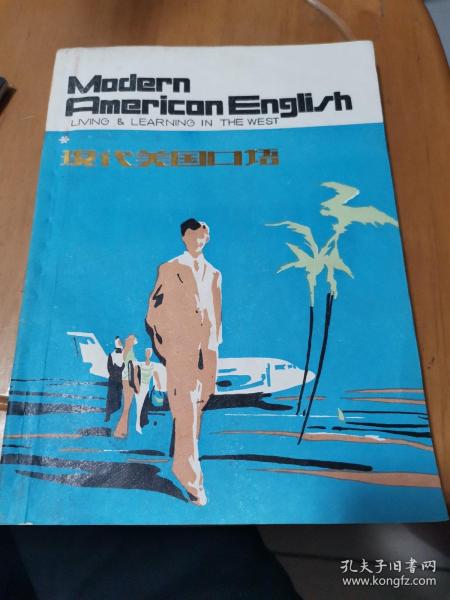 Modern
American English
LIVING & LEARNING IN THE WEST
*
现代美国口语
孔夫子旧书网
www.kongfz.com